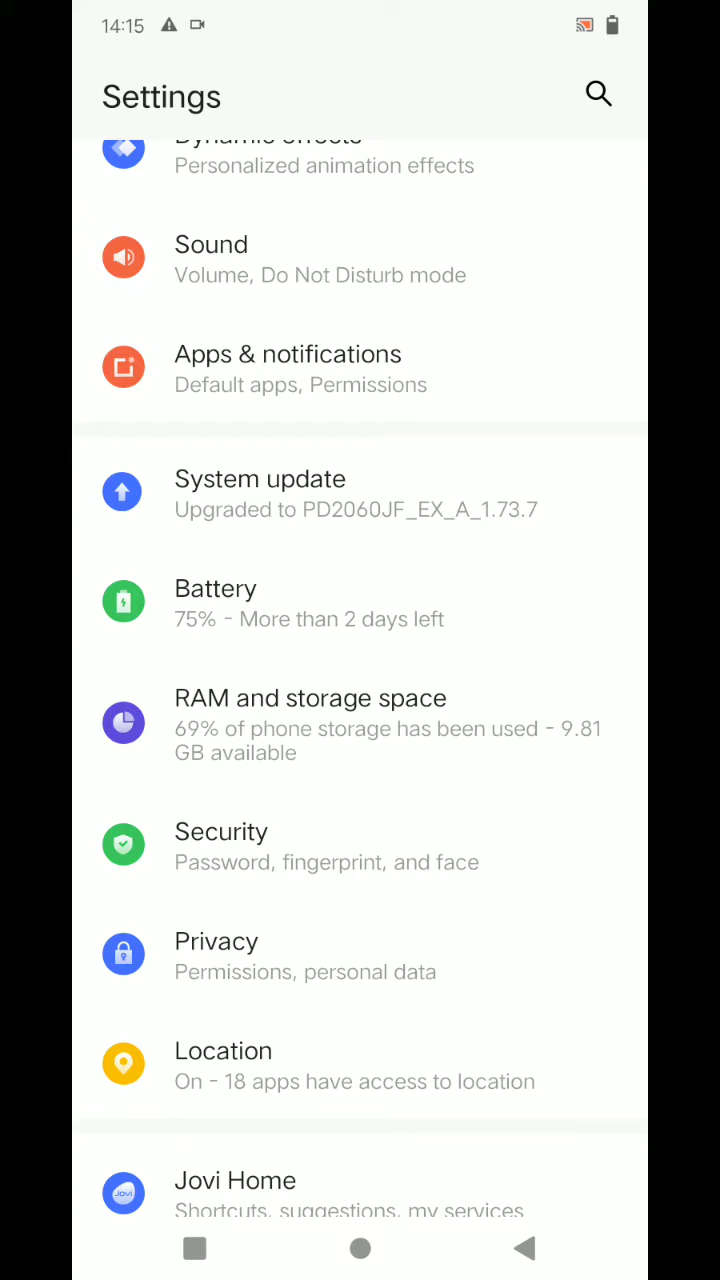 14:15
Settings
Dynamic effects
Personalized animation effects
Sound
Volume, Do Not Disturb mode
Apps & notifications
Default apps, Permissions
System update
Upgraded to PD2060JF_EX_A_1.73.7
Battery
75% - More than 2 days left
RAM and storage space
69% of phone storage has been used - 9.81
GB available
Security
Password, fingerprint, and face
Privacy
Permissions, personal data
Location
On - 18 apps have access to location
Jovi Home
Jovi
Shortcuts, suggestions, my services